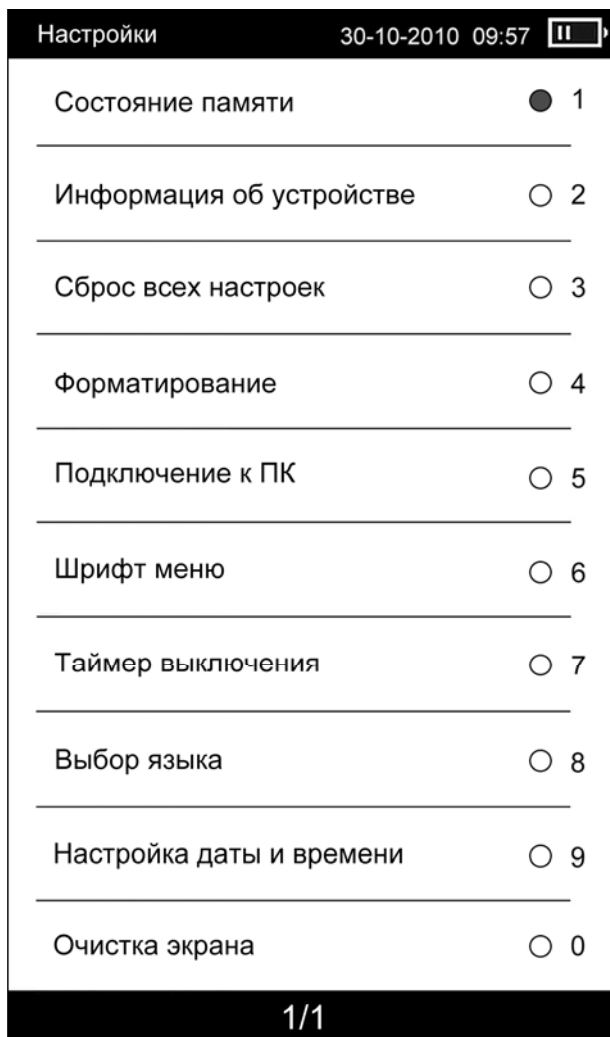 Настройки 30-10-2010 09:57
Состояние памяти 1
Информация об устройстве 2
Сброс всех настроек 3
Форматирование 4
Подключение к ПК 5
Шрифт меню 6
Таймер выключения 7
Выбор языка 8
Настройка даты и времени 9
Очистка экрана 0
1/1